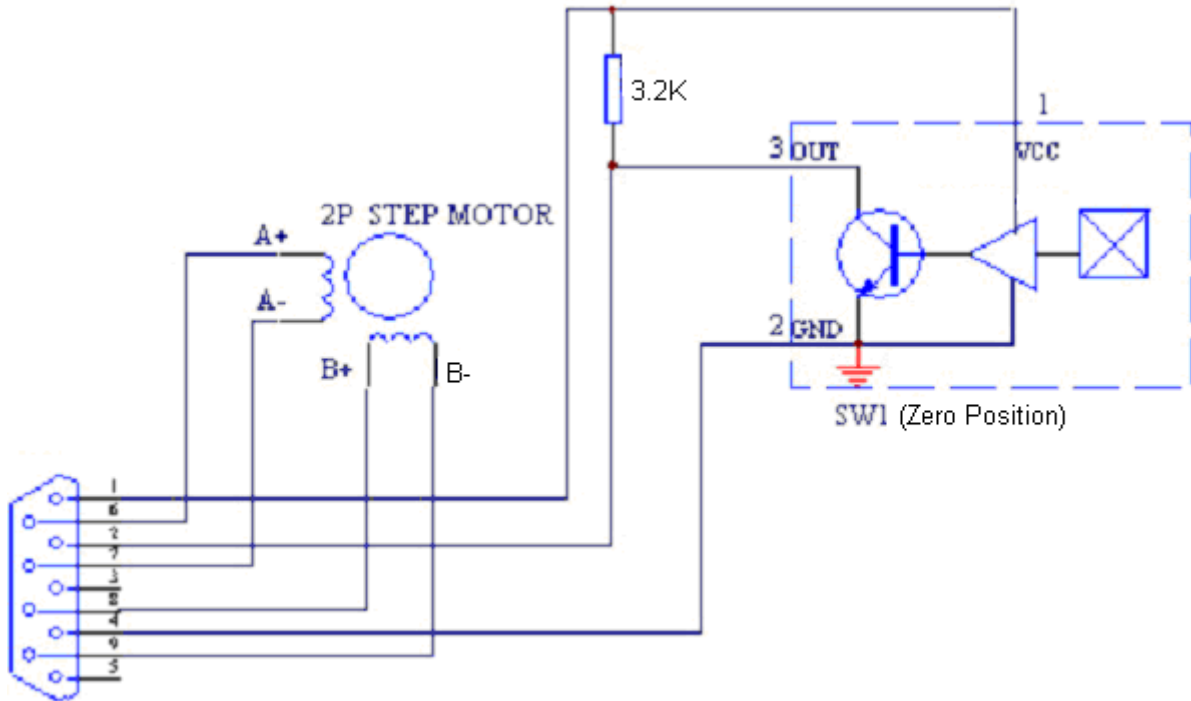 3.2K
1
3 OUT
VCC
2P STEP MOTOR
A+
A-
2 GND
B+
B-
SW1 (Zero Position)
1
6
2
7
3
8
4
9
5